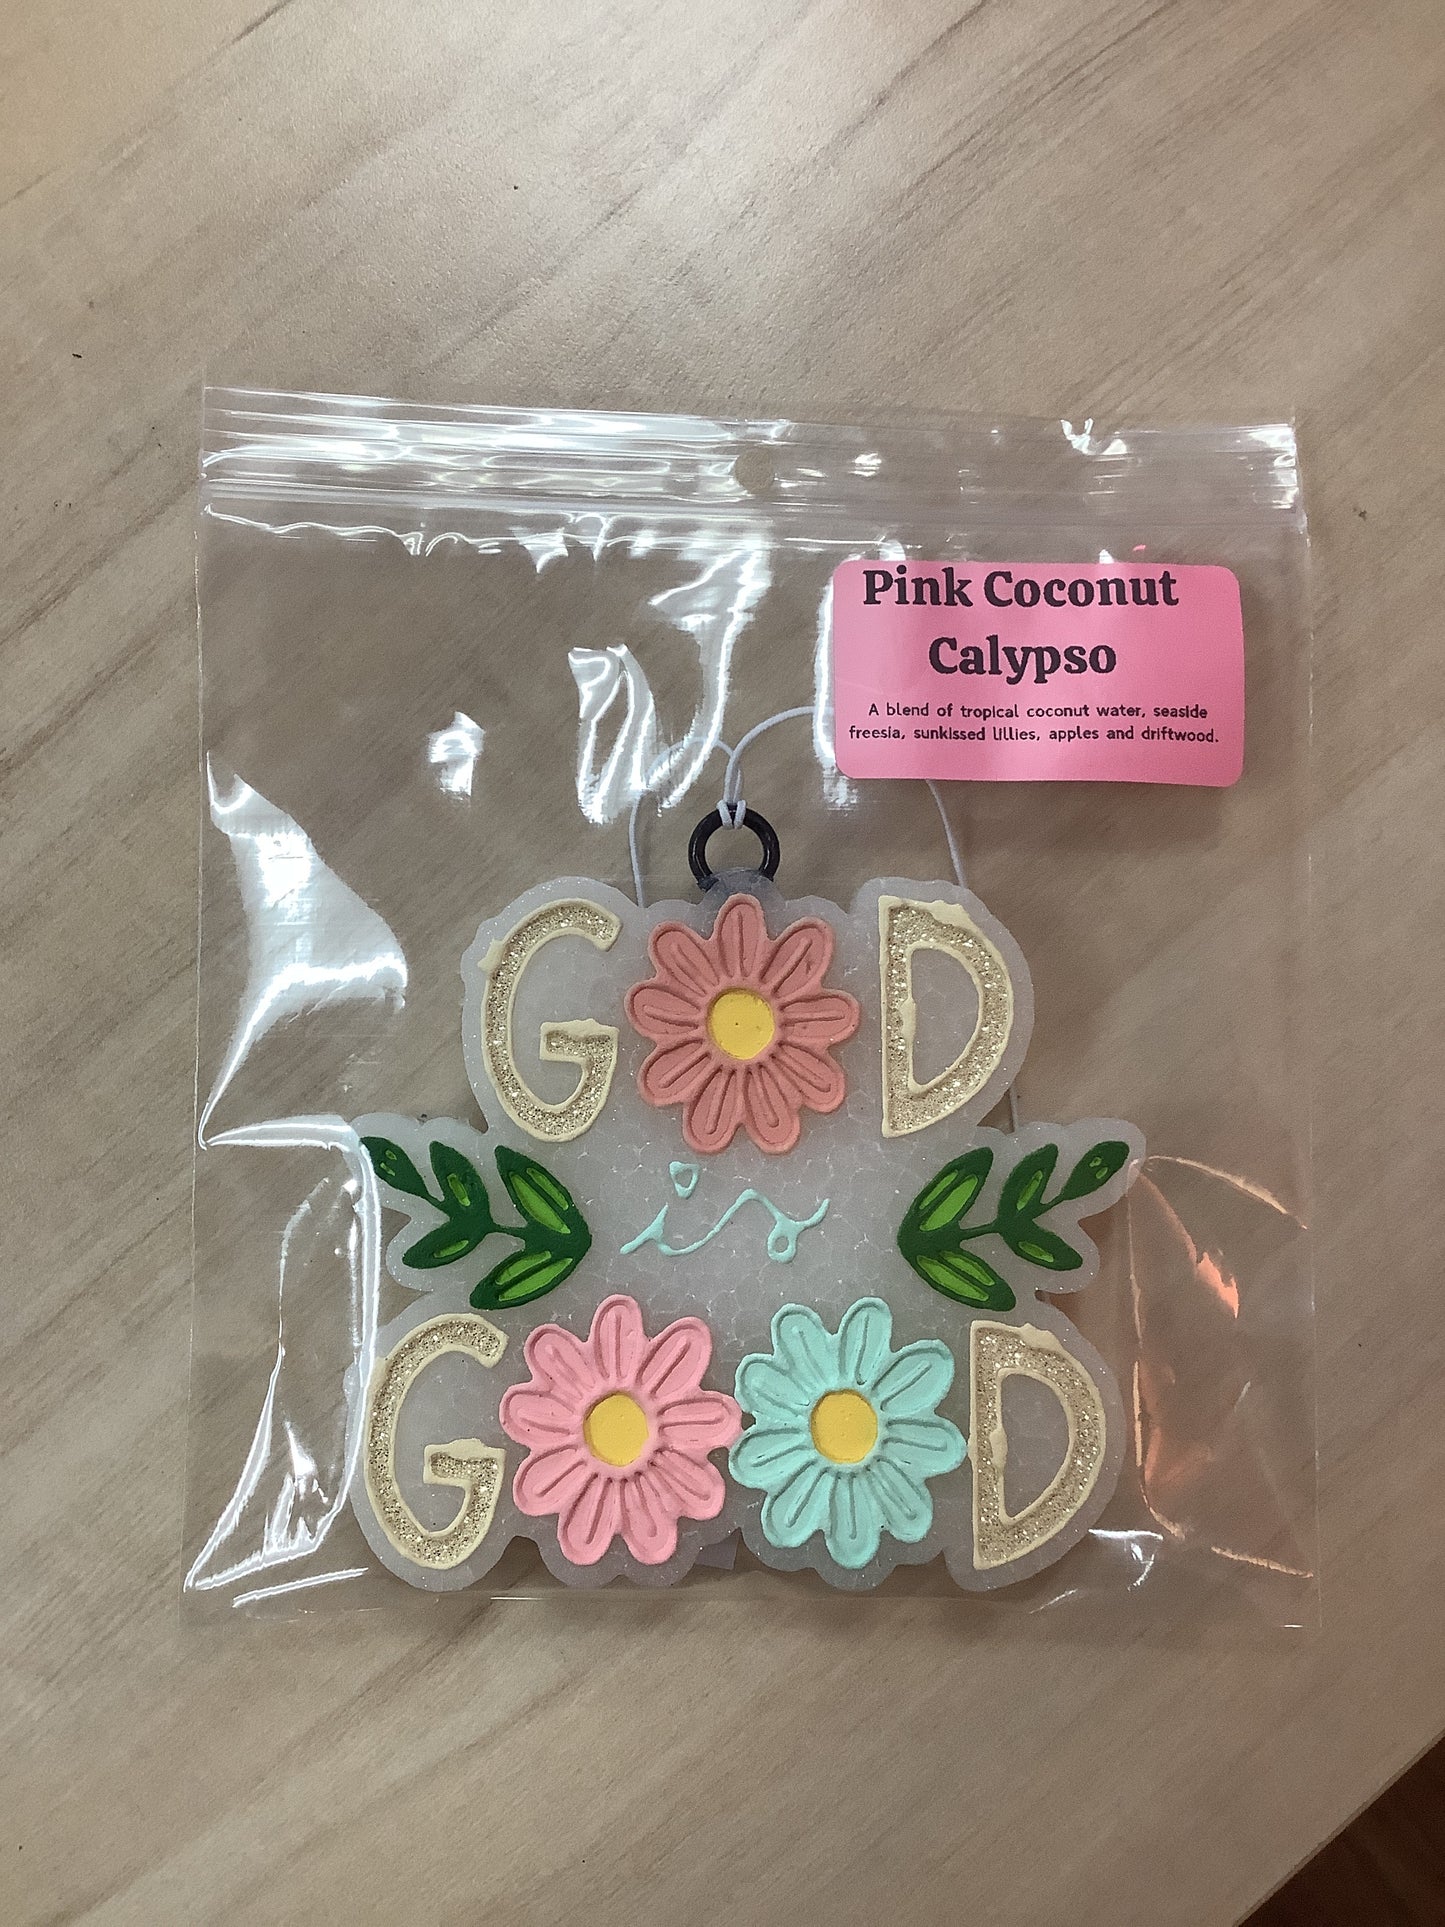 Pink Coconut
Calypso
A blend of tropical coconut water, seaside
freesia, sunkissed lillies, apples and driftwood.
GOD
is
GOOD